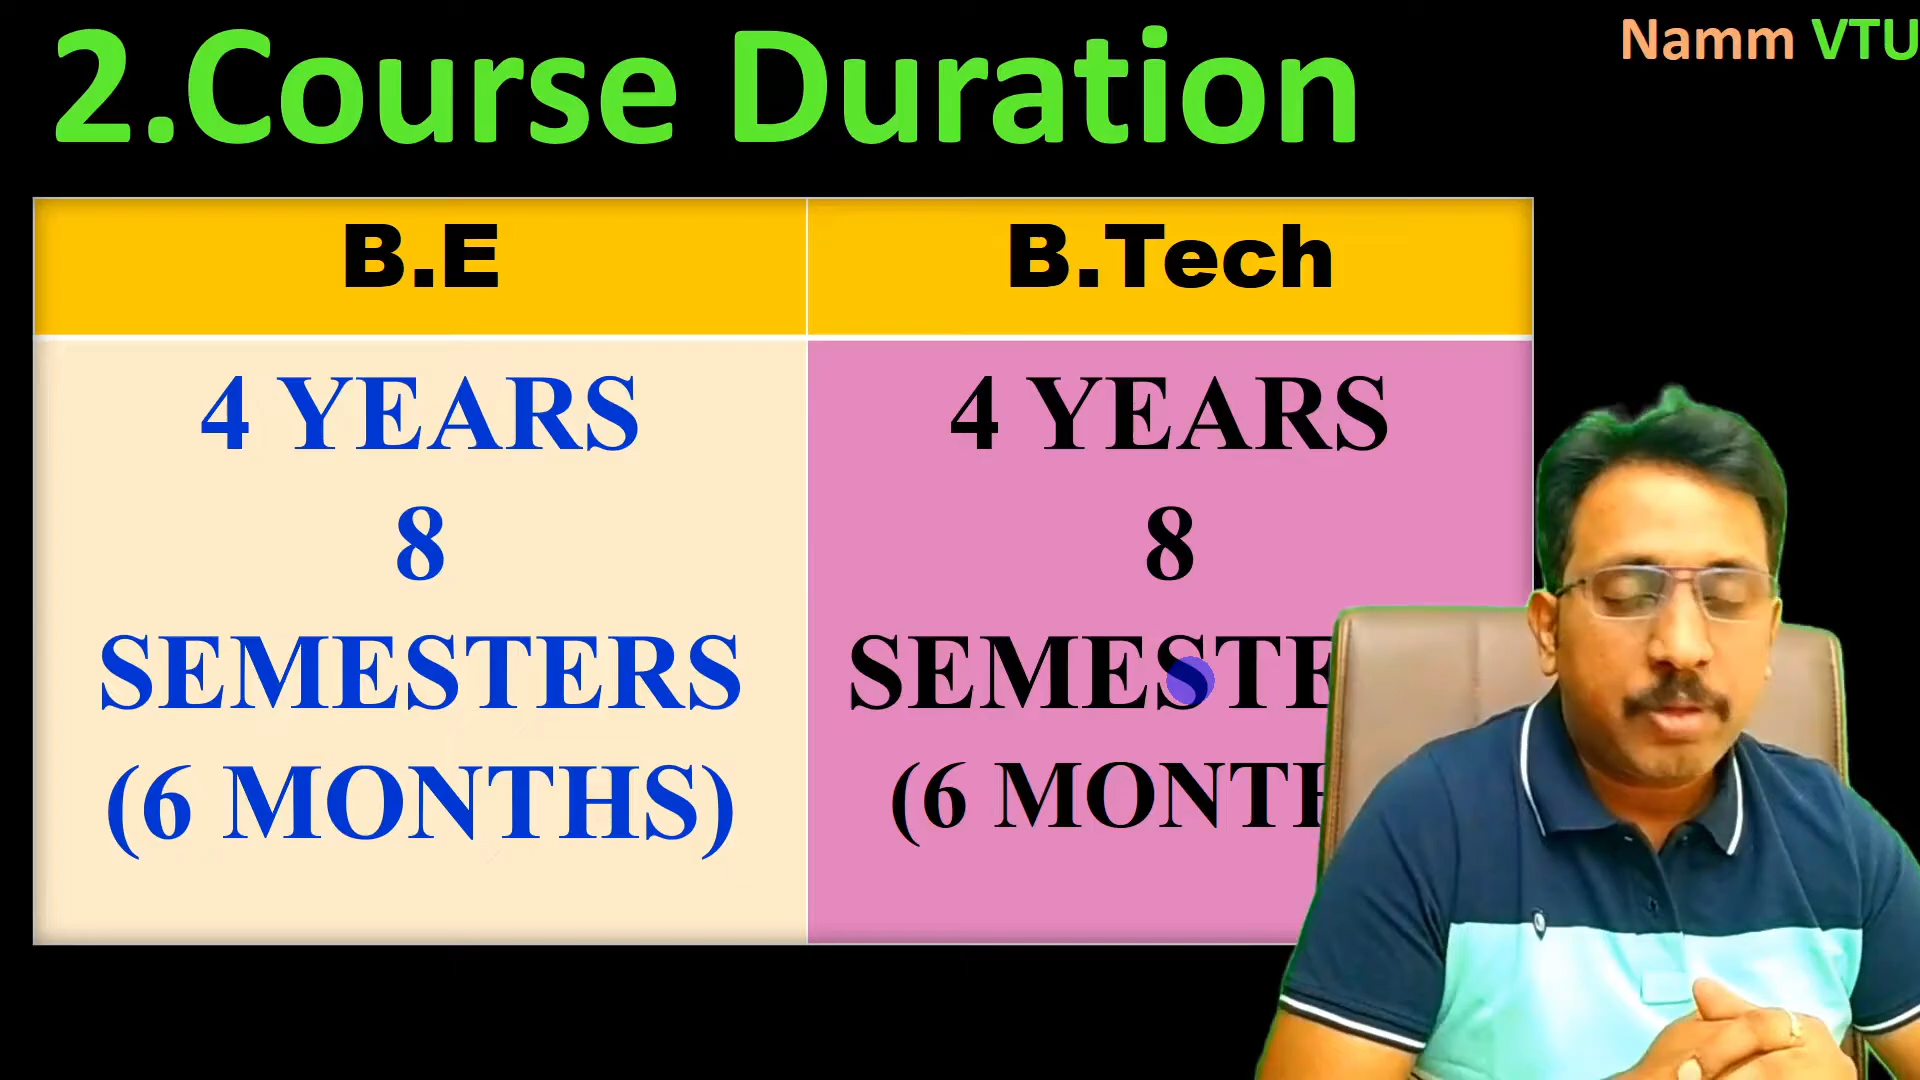 2.Course Duration
Namm VTU
B.E
B.Tech
4 YEARS
8
SEMESTERS
(6 MONTHS)
4 YEARS
8